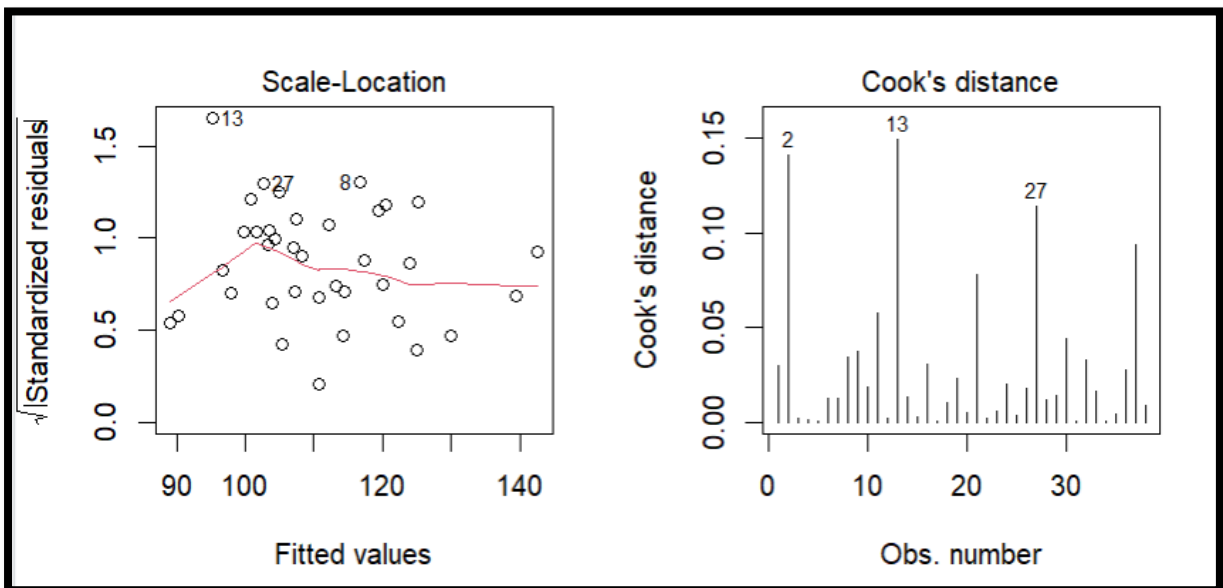 Scale-Location
√|Standardized residuals|
0.0 0.5 1.0 1.5
13
27
8
90 100 120 140
Fitted values
Cook's distance
Cook's distance
0.00 0.05 0.10 0.15
2
13
27
0 10 20 30
Obs. number